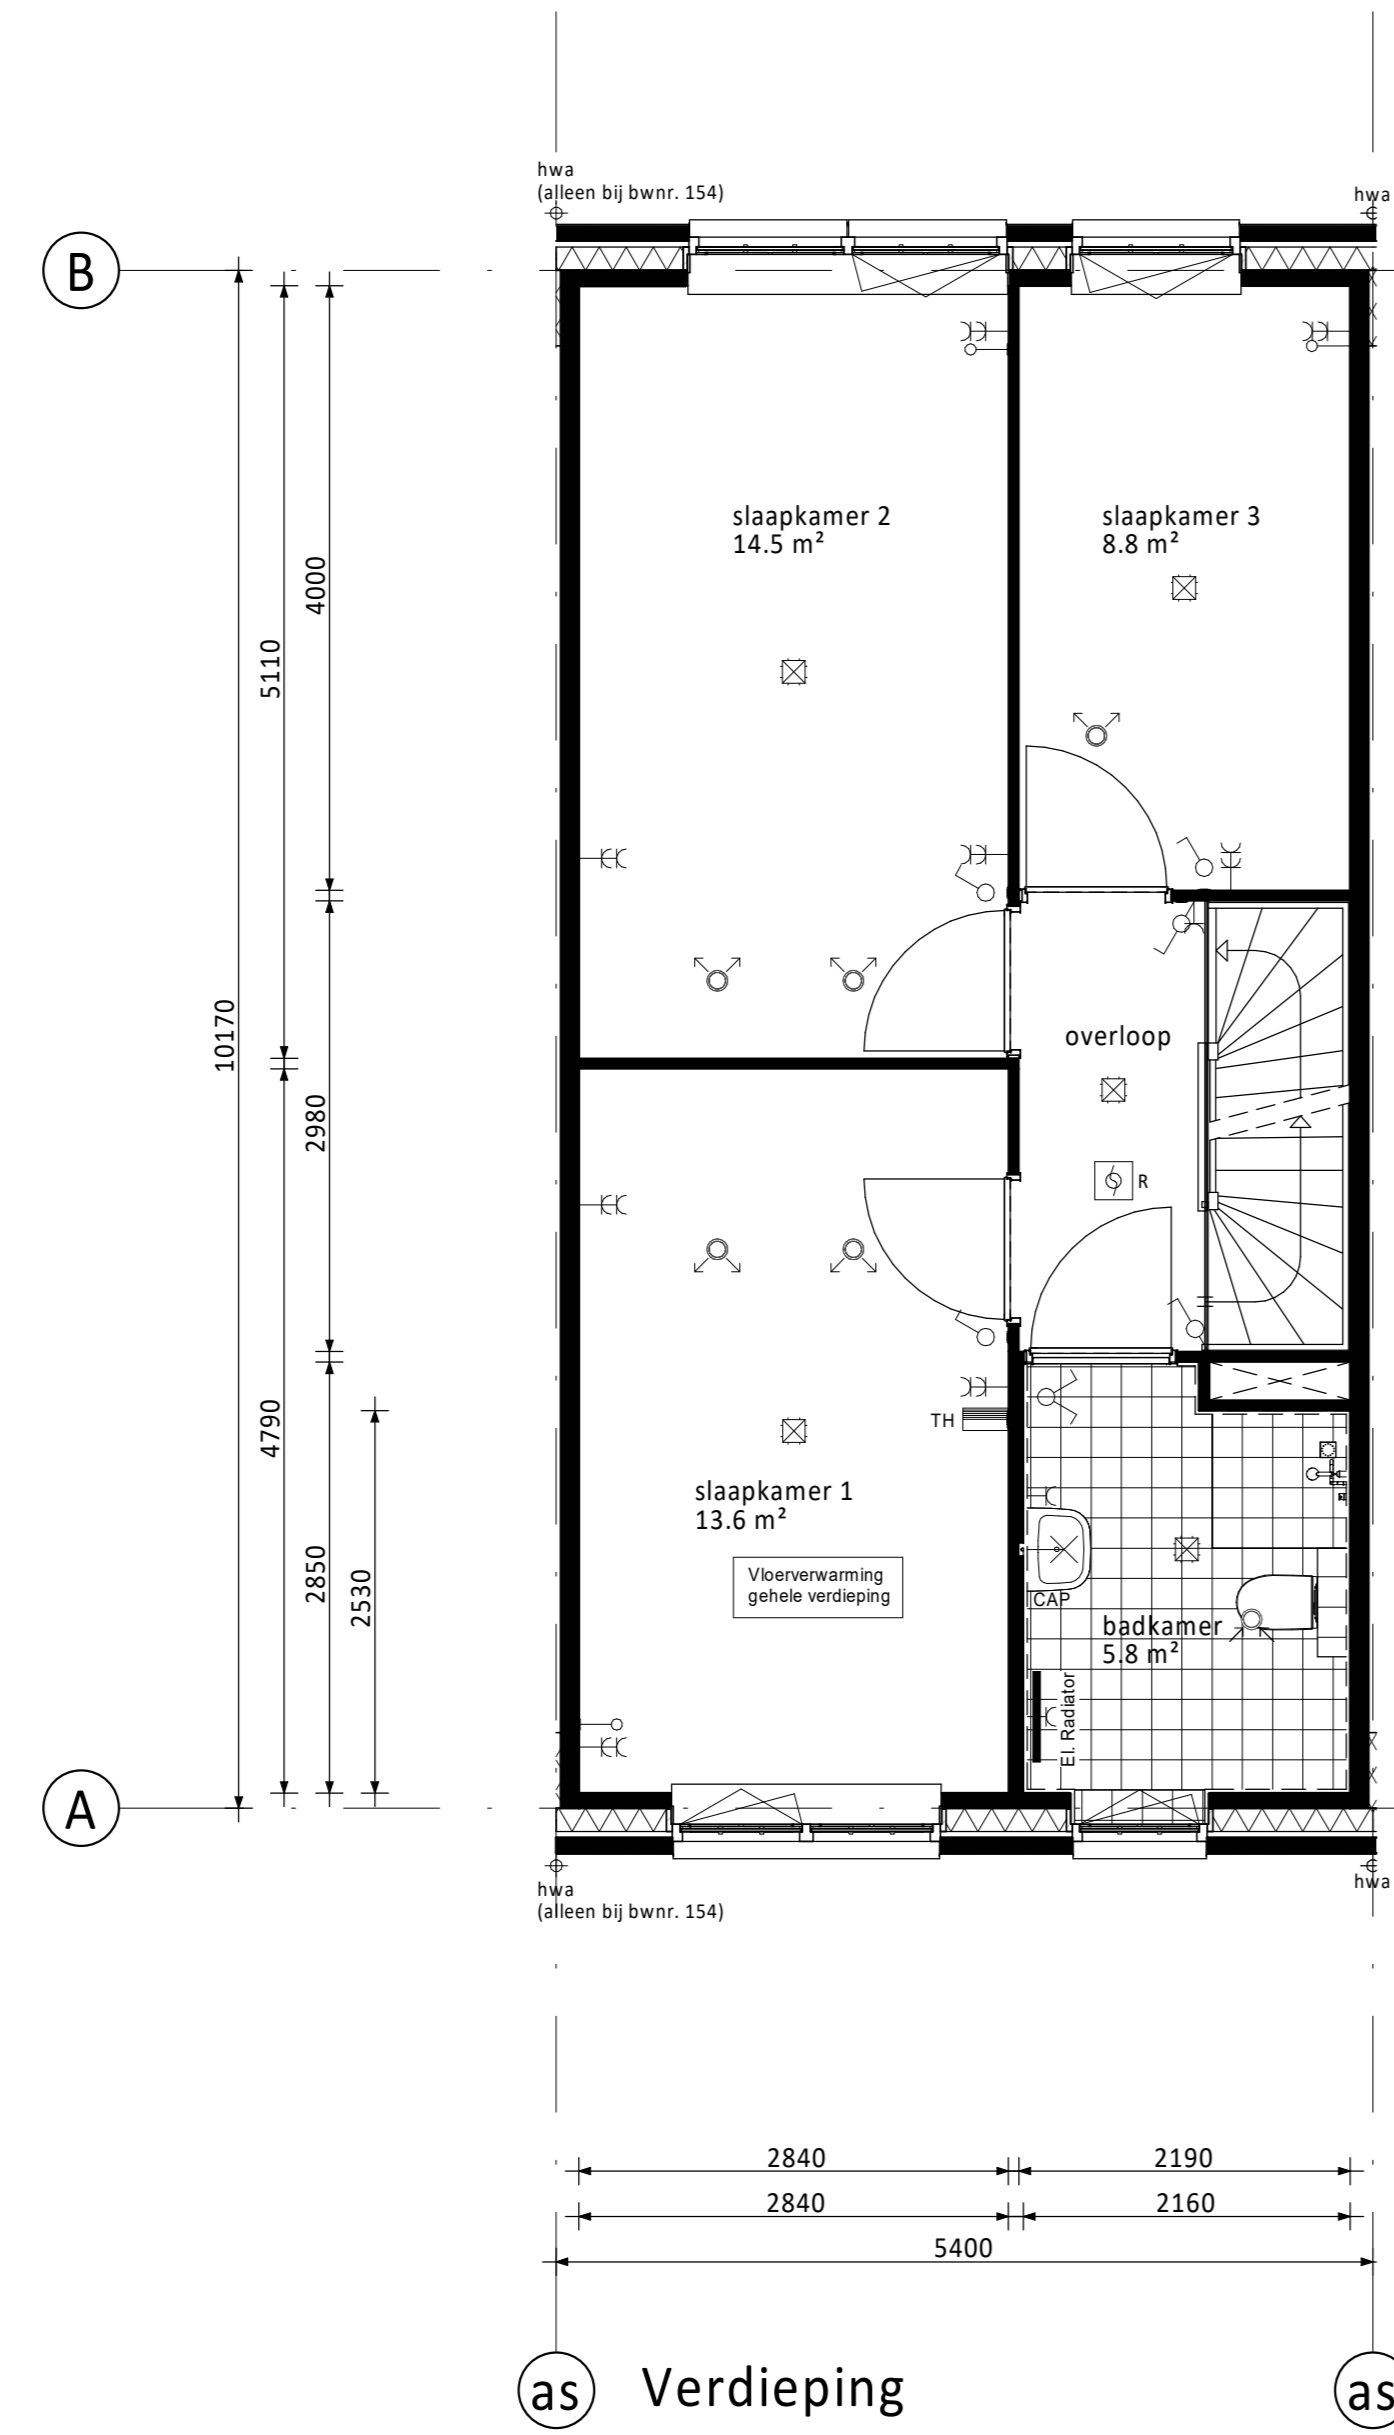 hwa
(alleen bij bwnr. 154)
hwa
B
slaapkamer 2
14.5 m²
slaapkamer 3
8.8 m²
4000
5110
10170
overloop
2980
R
4790
TH
slaapkamer 1
13.6 m²
2850
2530
Vloerverwarming
gehele verdieping
CAP
badkamer
5.8 m²
El. Radiator
A
hwa
(alleen bij bwnr. 154)
hwa
2840
2190
2840
2160
5400
as
Verdieping
as